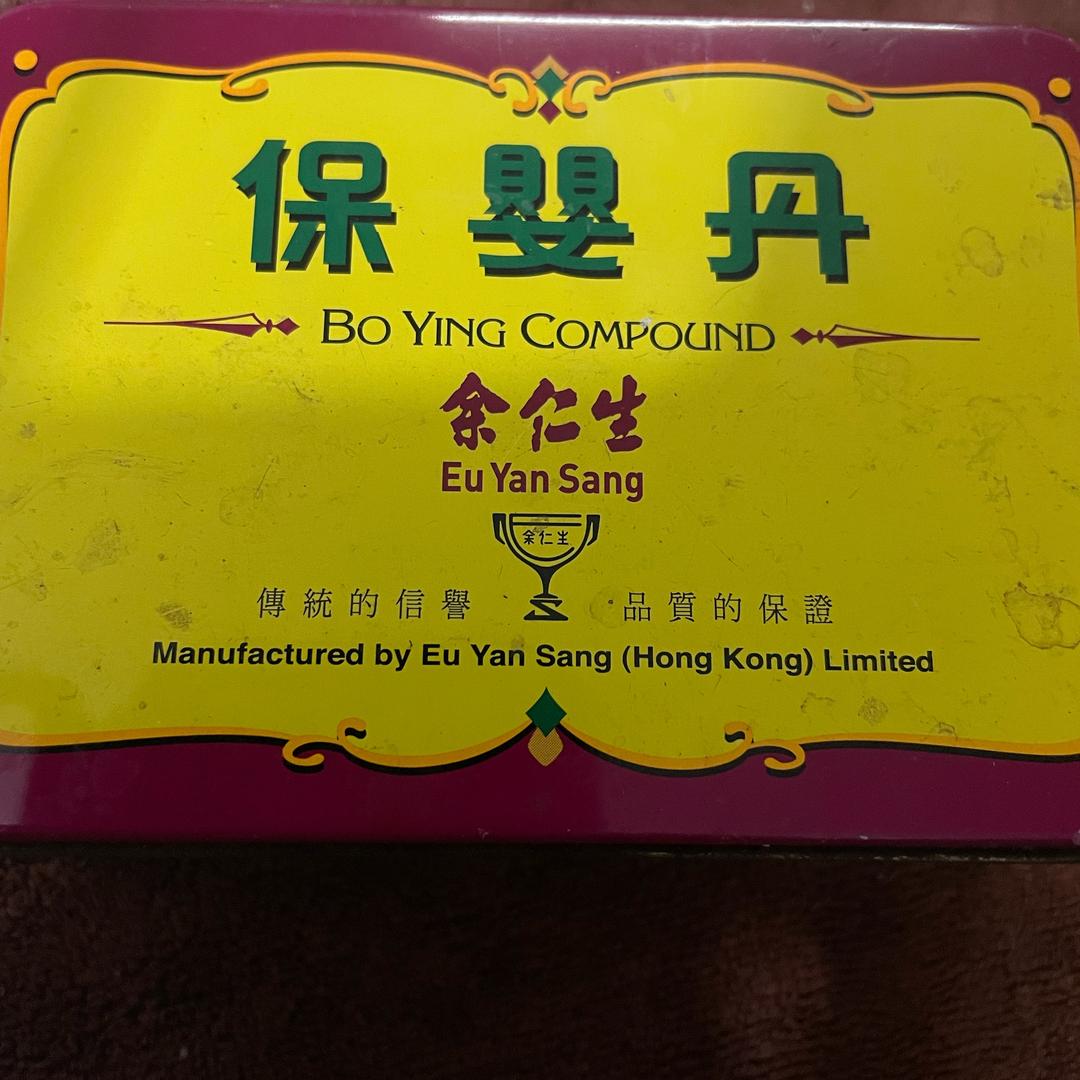 保嬰丹
BO YING COMPOUND
余仁生
Eu Yan Sang
余仁生
傳統的信譽 品質的保證
Manufactured by Eu Yan Sang (Hong Kong) Limited